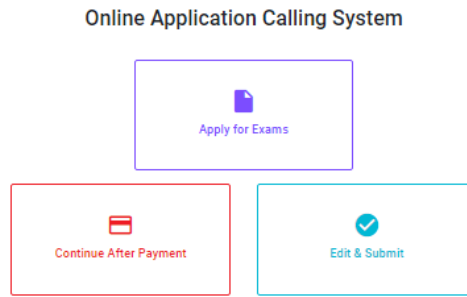 Online Application Calling System
Apply for Exams
Continue After Payment
Edit & Submit